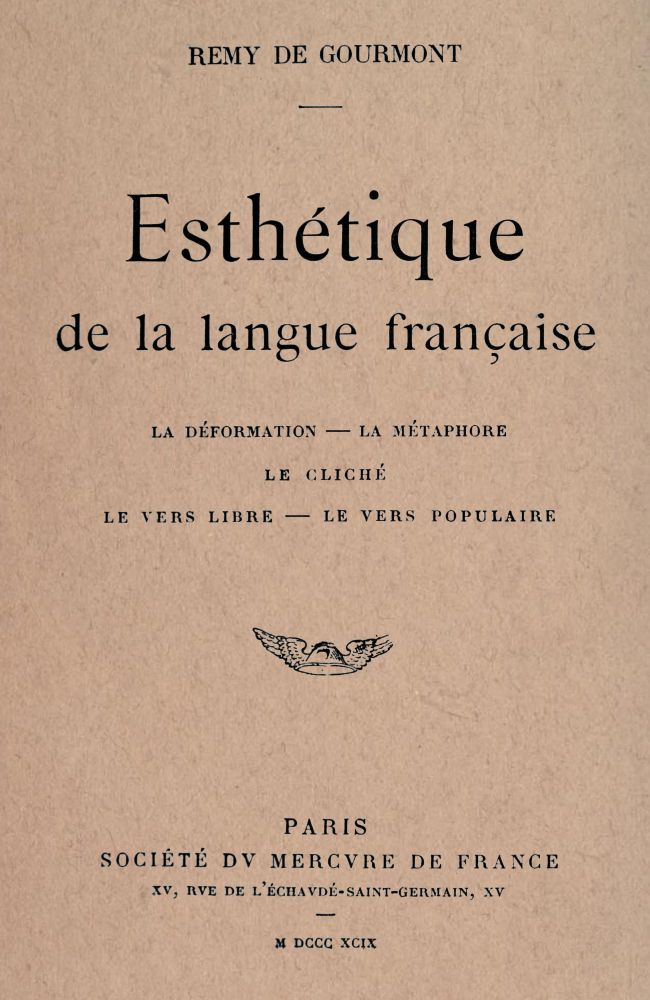 REMY DE GOURMONT
Esthétique
de la langue française
LA DÉFORMATION — LA MÉTAPHORE
LE CLICHÉ
LE VERS LIBRE — LE VERS POPULAIRE
PARIS
SOCIÉTÉ DV MERCVRE DE FRANCE
XV, RVE DE L'ÉCHAVDÉ-SAINT-GERMAIN, XV
M DCCC XCIX